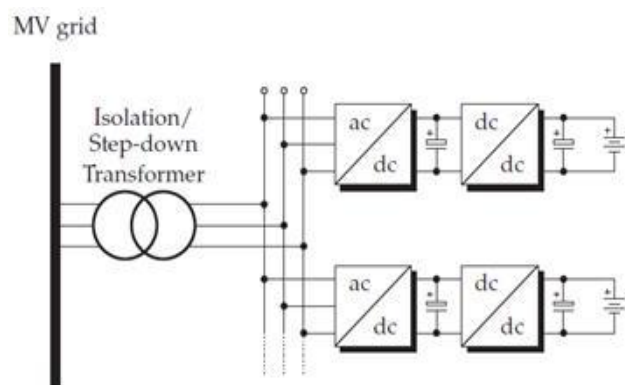 MV grid
Isolation/
Step-down
Transformer
ac
dc
dc
dc
+
+
+
ac
dc
dc
dc
+
+
+